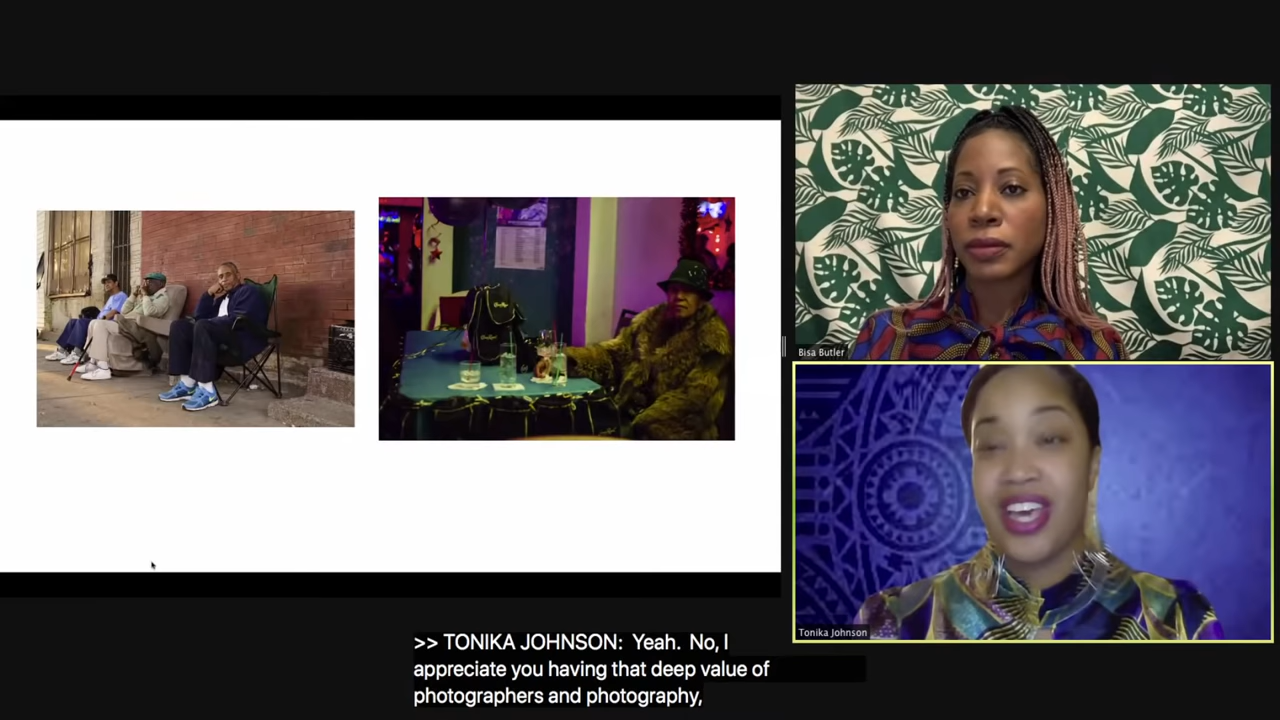 Bisa Butler
Tonika Johnson
>> TONIKA JOHNSON: Yeah. No, I
appreciate you having that deep value of
photographers and photography,